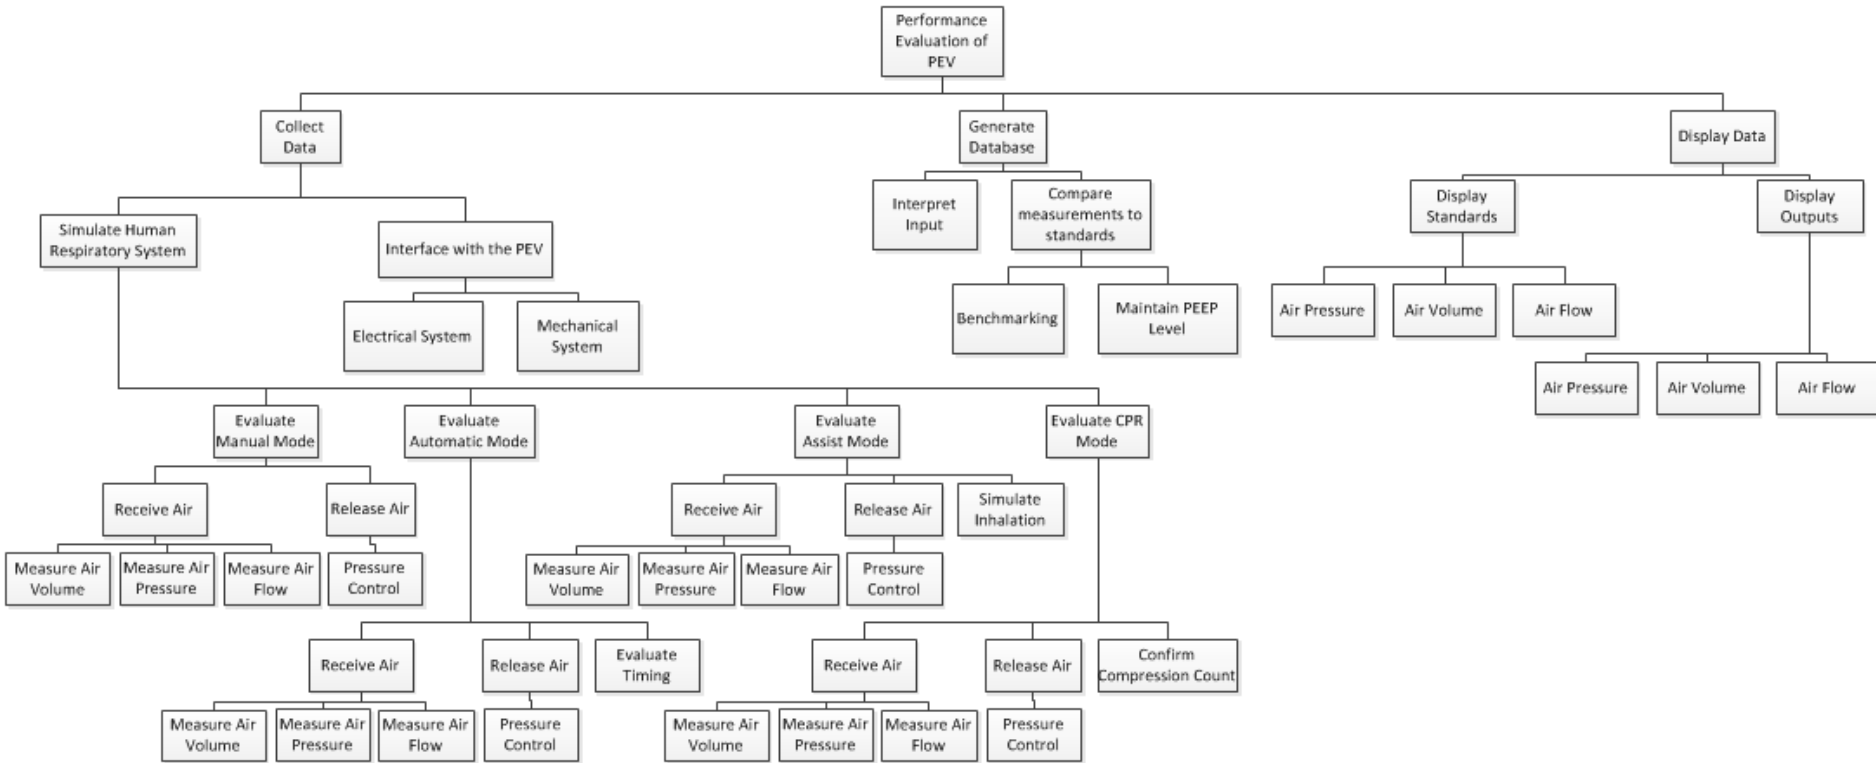 Performance
Evaluation of
PEV
Collect
Data
Generate
Database
Display Data
Simulate Human
Respiratory System
Interface with the PEV
Interpret
Input
Compare
measurements to
standards
Display
Standards
Display
Outputs
Electrical System
Mechanical
System
Benchmarking
Maintain PEEP
Level
Air Pressure
Air Volume
Air Flow
Air Pressure
Air Volume
Air Flow
Evaluate
Manual Mode
Evaluate
Automatic Mode
Evaluate
Assist Mode
Evaluate CPR
Mode
Receive Air
Release Air
Receive Air
Release Air
Simulate
Inhalation
Measure Air
Volume
Measure Air
Pressure
Measure Air
Flow
Pressure
Control
Measure Air
Volume
Measure Air
Pressure
Measure Air
Flow
Pressure
Control
Receive Air
Release Air
Evaluate
Timing
Receive Air
Release Air
Confirm
Compression Count
Measure Air
Volume
Measure Air
Pressure
Measure Air
Flow
Pressure
Control
Measure Air
Volume
Measure Air
Pressure
Measure Air
Flow
Pressure
Control